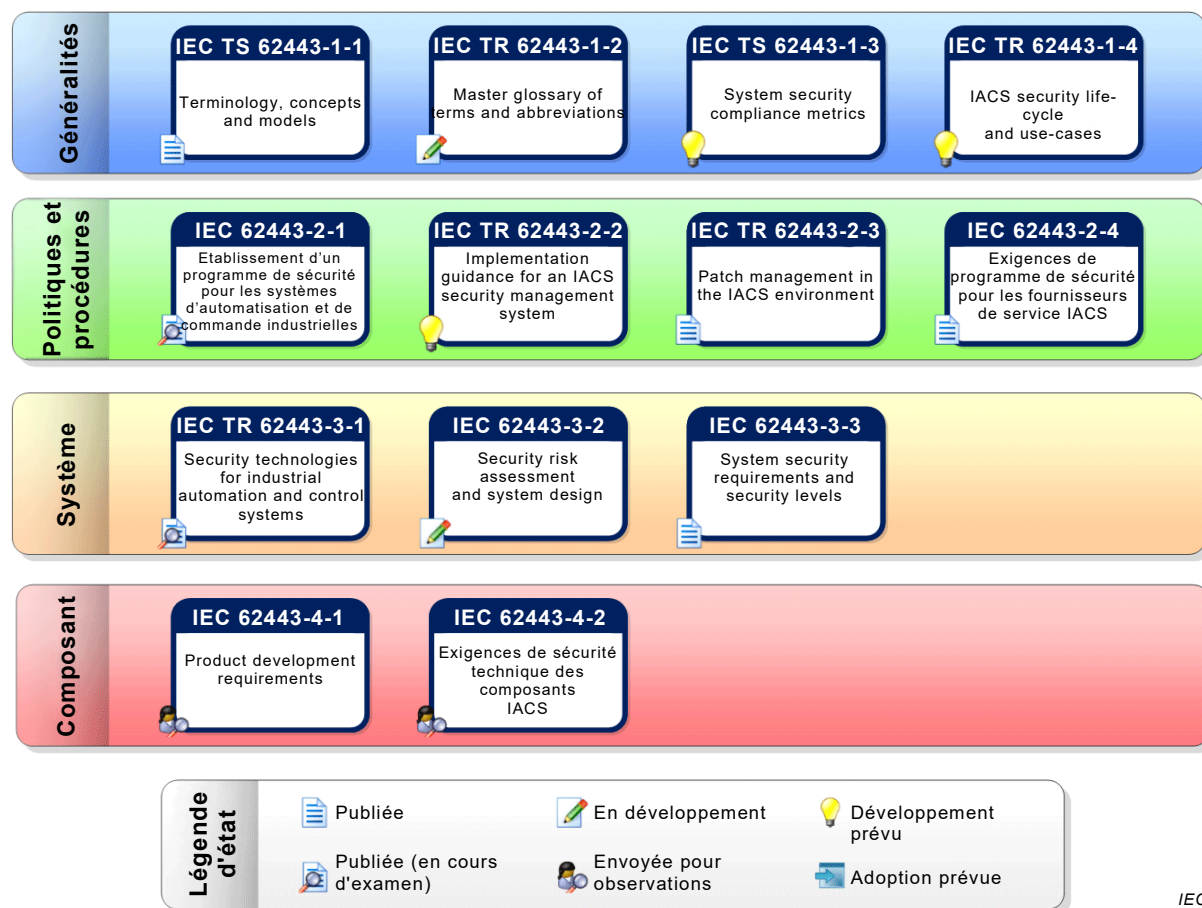 Généralités
IEC TS 62443-1-1
Terminology, concepts
and models
IEC TR 62443-1-2
Master glossary of
terms and abbreviations
IEC TS 62443-1-3
System security
compliance metrics
IEC TR 62443-1-4
IACS security life-
cycle
and use-cases
Politiques et
procédures
IEC 62443-2-1
Etablissement d'un
programme de sécurité
pour les systèmes
d'automatisation et de
commande industrielles
IEC TR 62443-2-2
Implementation
guidance for an IACS
security management
system
IEC TR 62443-2-3
Patch management in
the IACS environment
IEC 62443-2-4
Exigences de
programme de sécurité
pour les fournisseurs
de service IACS
Système
IEC TR 62443-3-1
Security technologies
for industrial
automation and control
systems
IEC 62443-3-2
Security risk
assessment
and system design
IEC 62443-3-3
System security
requirements and
security levels
Composant
IEC 62443-4-1
Product development
requirements
IEC 62443-4-2
Exigences de sécurité
technique des
composants
IACS
Légende
d'état
Publiée
En développement
Développement
prévu
Publiée (en cours
d'examen)
Envoyée pour
observations
Adoption prévue
IEC